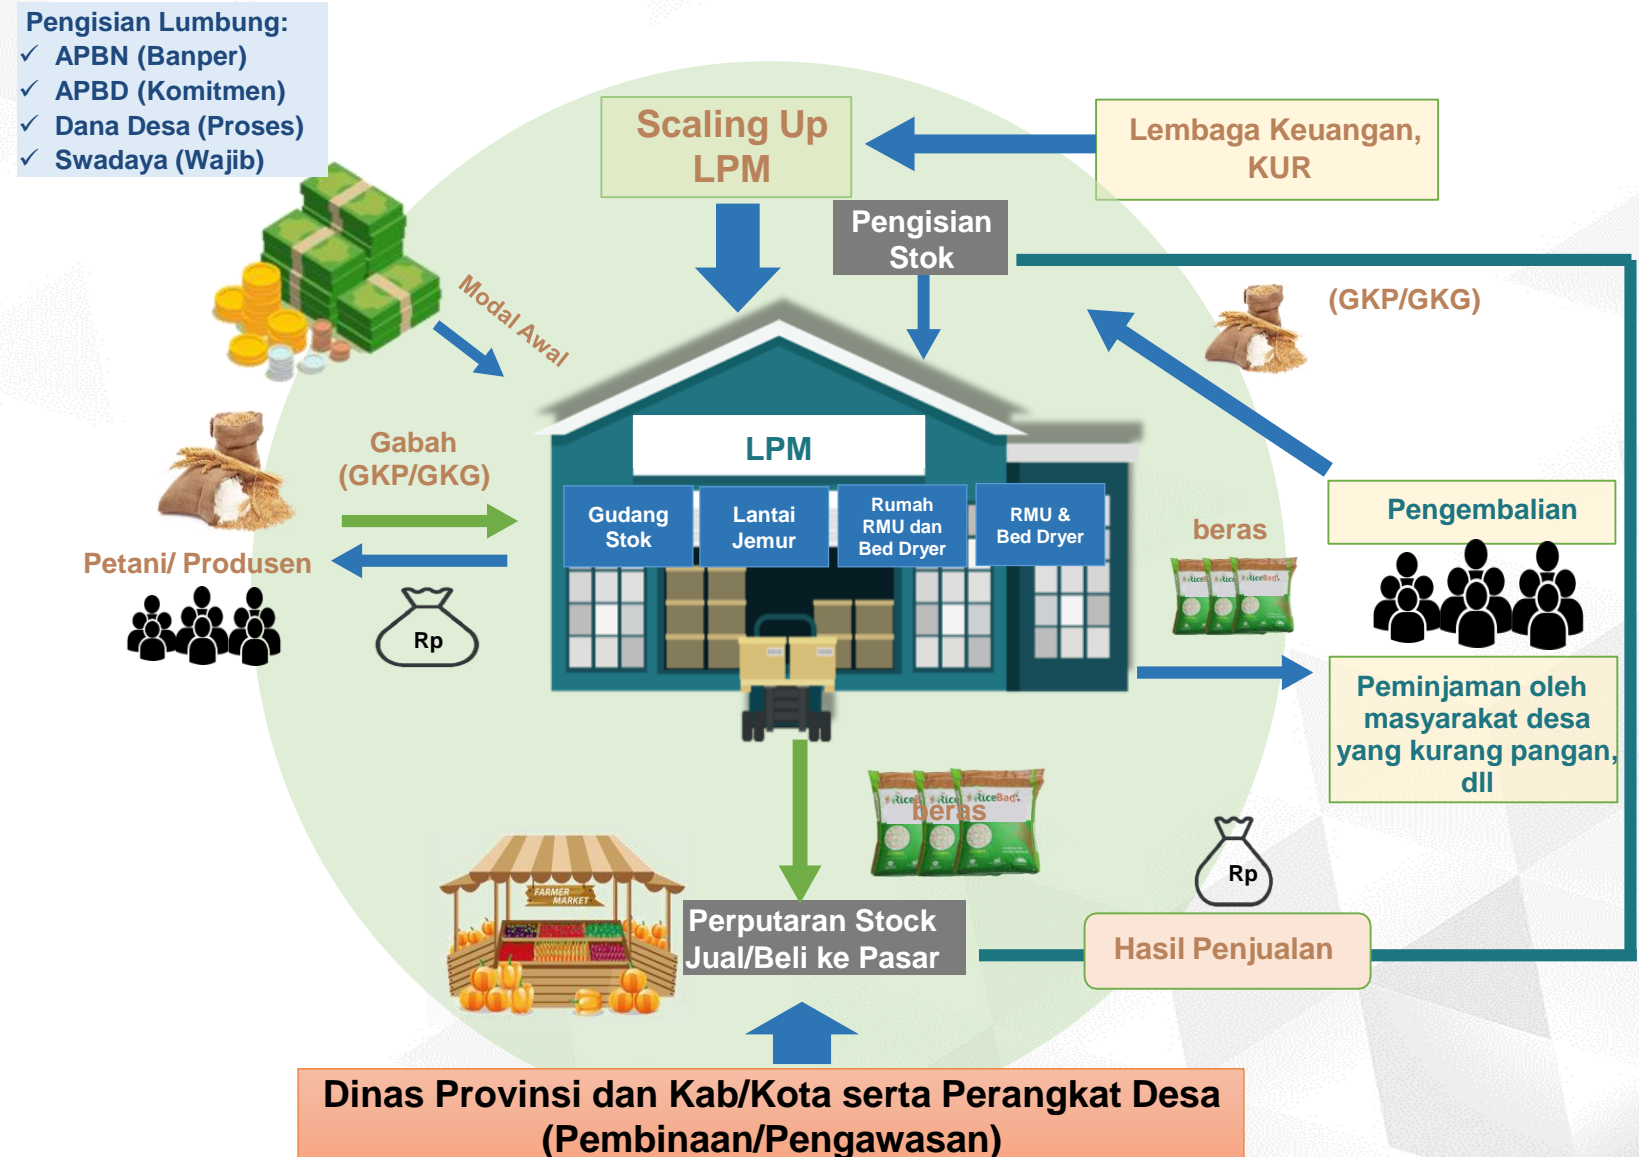 Pengisian Lumbung:
✓ APBN (Banper)
✓ APBD (Komitmen)
✓ Dana Desa (Proses)
✓ Swadaya (Wajib)
Scaling Up
LPM
Lembaga Keuangan,
KUR
Pengisian
Stok
(GKP/GKG)
Modal Awal
Gabah
(GKP/GKG)
LPM
Gudang
Stok
Lantai
Jemur
Rumah
RMU dan
Bed Dryer
RMU &
Bed Dryer
Pengembalian
beras
Petani/ Produsen
Rp
Peminjaman oleh
masyarakat desa
yang kurang pangan,
dll
RiceBag
beras
FARMER
MARKET
Rp
Perputaran Stock
Jual/Beli ke Pasar
Hasil Penjualan
Dinas Provinsi dan Kab/Kota serta Perangkat Desa
(Pembinaan/Pengawasan)